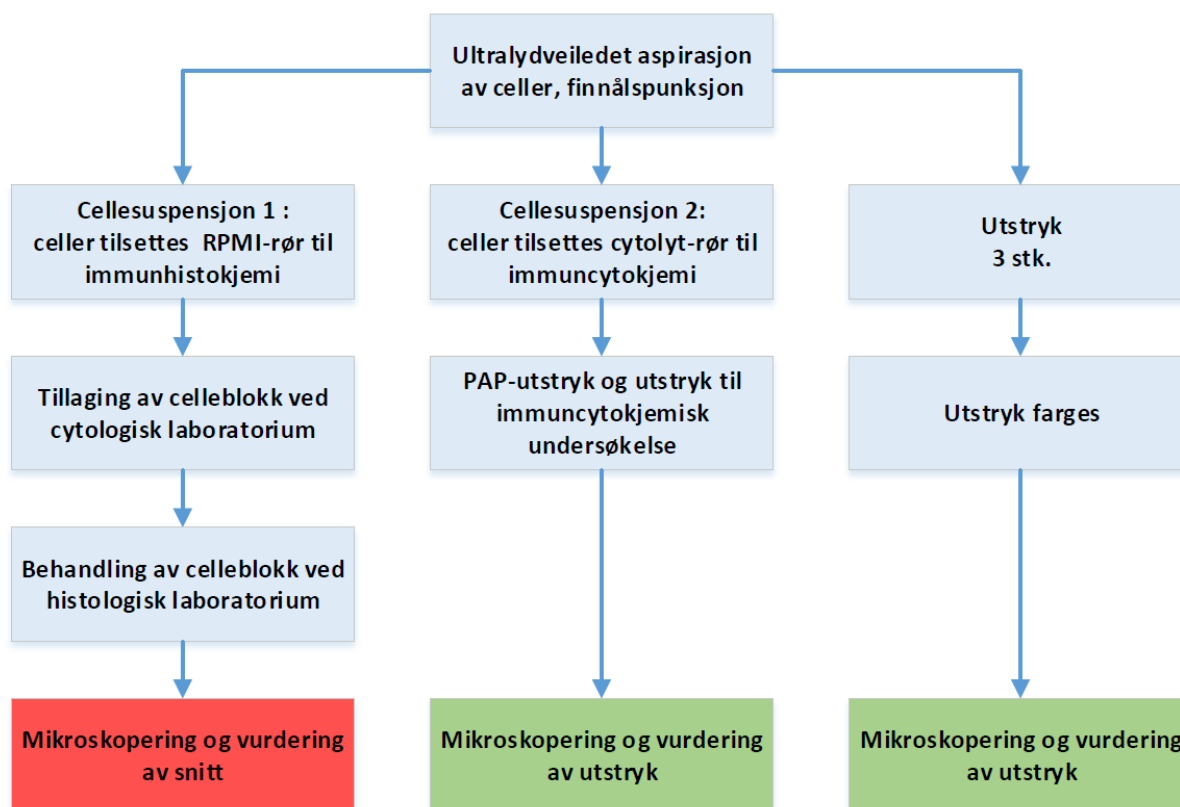 Ultralydveiledet aspirasjon
av celler, finnålspunksjon
Cellesuspensjon 1 :
celler tilsettes RPMI-rør til
immunhistokjemi
Cellesuspensjon 2:
celler tilsettes cytolyt-rør til
immuncytokjemi
Utstryk
3 stk.
Tillaging av celleblokk ved
cytologisk laboratorium
PAP-utstryk og utstryk til
immuncytokjemisk
undersøkelse
Utstryk farges
Behandling av celleblokk ved
histologisk laboratorium
Mikroskopering og vurdering
av snitt
Mikroskopering og vurdering
av utstryk
Mikroskopering og vurdering
av utstryk